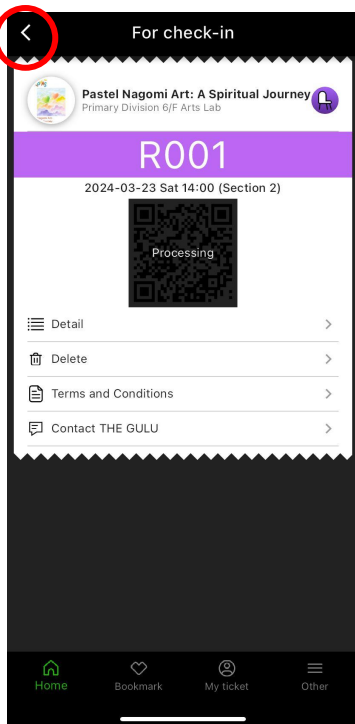 For check-in
Pastel Nagomi Art: A Spiritual Journey
Primary Division 6/F Arts Lab
R001
2024-03-23 Sat 14:00 (Section 2)
Processing
Detail
Delete
Terms and Conditions
Contact THE GULU
Home
Bookmark
My ticket
Other